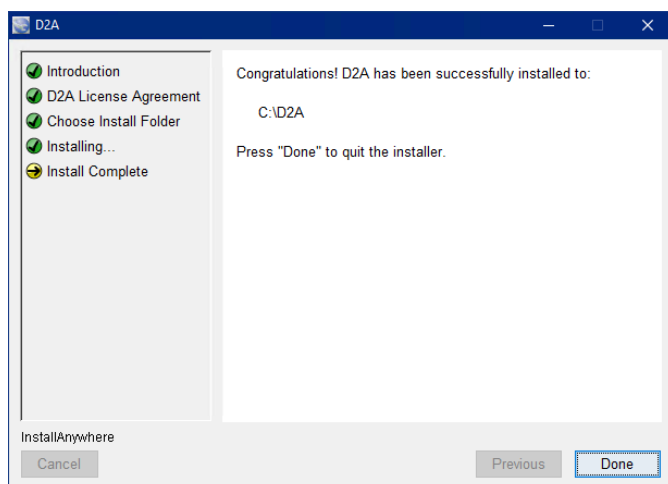 D2A
Introduction
D2A License Agreement
Choose Install Folder
Installing...
Install Complete
Congratulations! D2A has been successfully installed to:
C:\D2A
Press "Done" to quit the installer.
InstallAnywhere
Cancel
Previous
Done